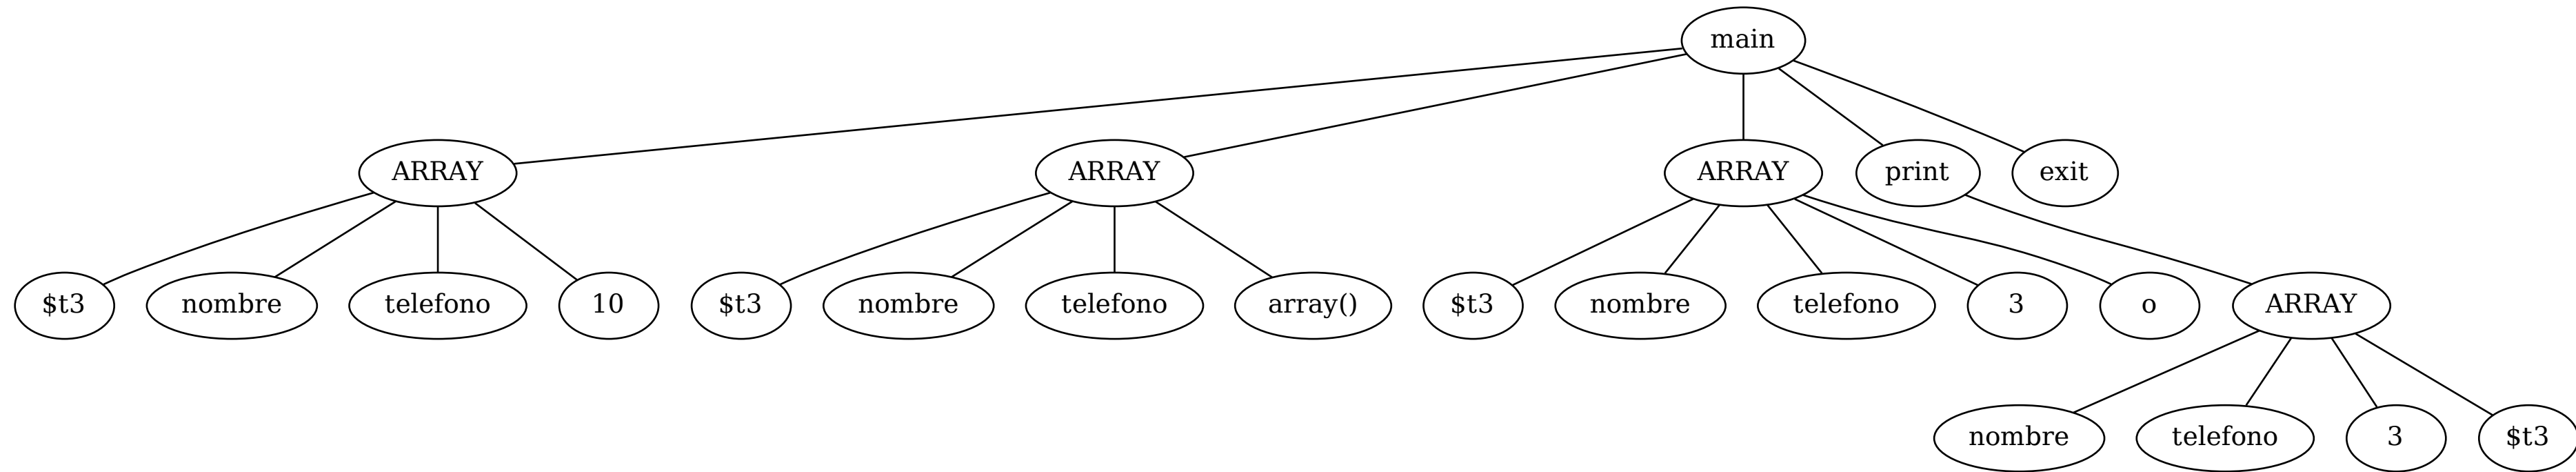 main
ARRAY ARRAY ARRAY print exit
$t3 nombre telefono 10 $t3 nombre telefono array() $t3 nombre telefono 3 o ARRAY
nombre telefono 3 $t3